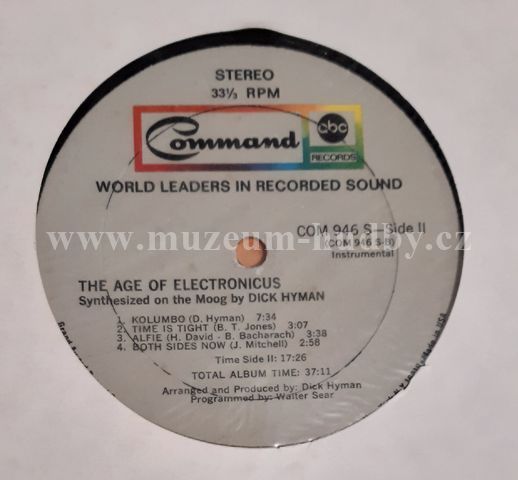 STEREO
33⅓ RPM
Command abc RECORDS
WORLD LEADERS IN RECORDED SOUND
COM 946 S—Side II
www.muzeum-hudby.cz
(COM 946 S-B)
Instrumental
THE AGE OF ELECTRONICUS
Synthesized on the Moog by DICK HYMAN
1. KOLUMBO (D. Hyman) 7:34
2. TIME IS TIGHT (B. T. Jones) 3:07
3. ALFIE (H. David - B. Bacharach) 3:38
4. BOTH SIDES NOW (J. Mitchell) 2:58
Time Side II: 17:26
TOTAL ALBUM TIME: 37:11
Arranged and Produced by: Dick Hyman
Programmed by: Walter Sear
Made in USA